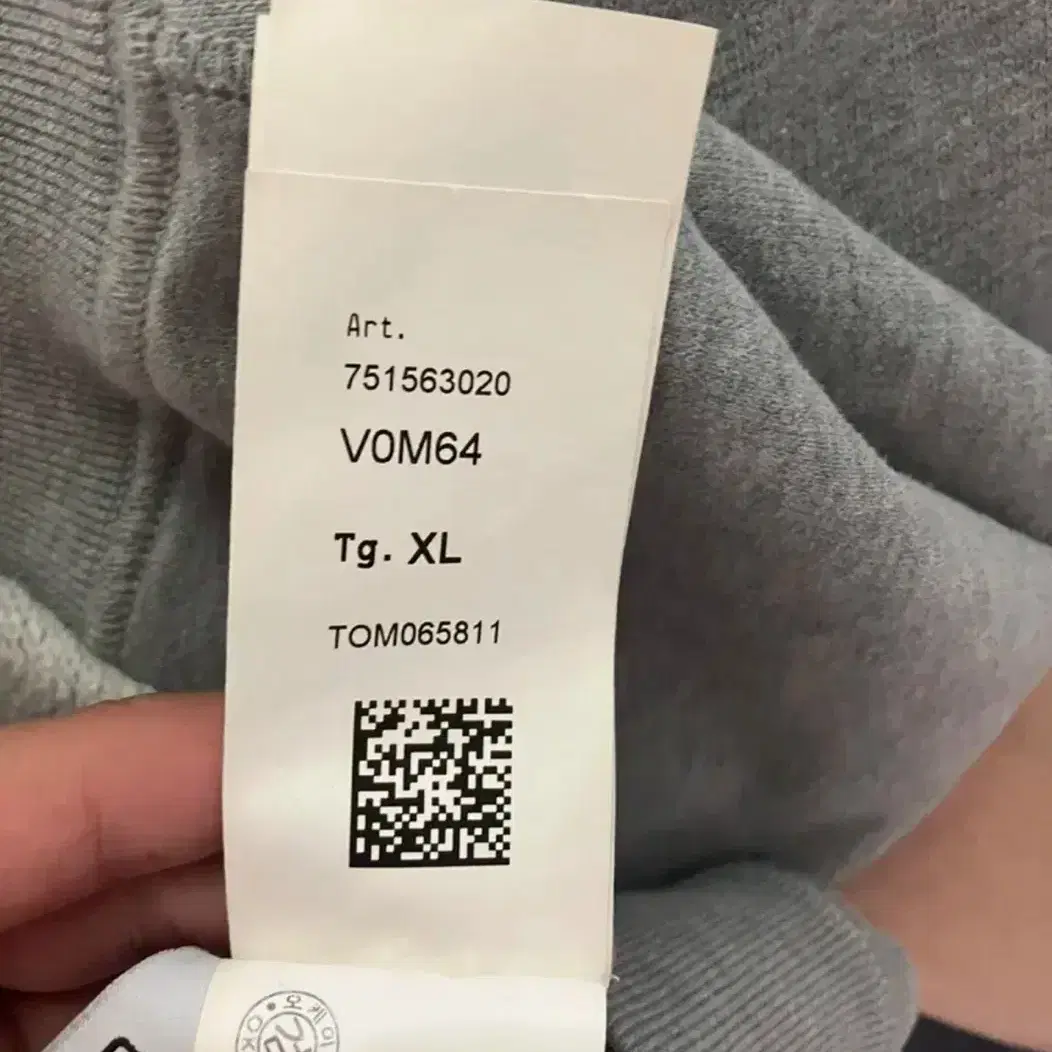 Art.
751563020
V0M64
Tg. XL
TOM065811